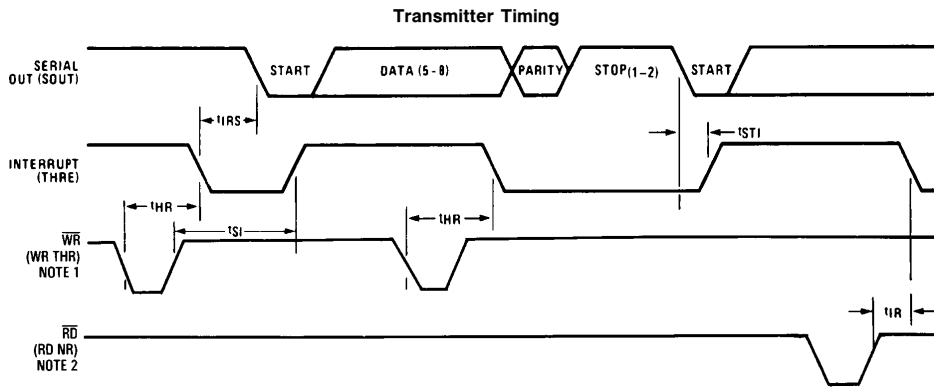 Transmitter Timing
SERIAL
OUT (SOUT)
START
DATA (5-8)
PARITY
STOP(1-2)
START
tIRS
tSTI
INTERRUPT
(THRE)
tHR
tHR
tSI
WR
(WR THR)
NOTE 1
tIR
RD
(RD NR)
NOTE 2